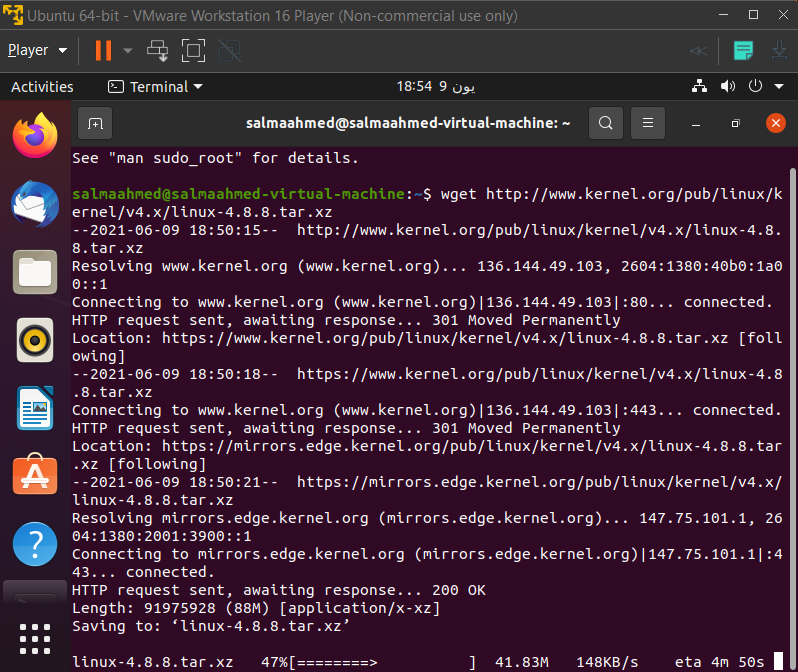 Ubuntu 64-bit - VMware Workstation 16 Player (Non-commercial use only)
Player
Activities
Terminal
18:54 9 يون
salmaahmed@salmaahmed-virtual-machine: ~
See "man sudo_root" for details.
salmaahmed@salmaahmed-virtual-machine:~$ wget http://www.kernel.org/pub/linux/k
ernel/v4.x/linux-4.8.8.tar.xz
--2021-06-09 18:50:15--  http://www.kernel.org/pub/linux/kernel/v4.x/linux-4.8.
8.tar.xz
Resolving www.kernel.org (www.kernel.org)... 136.144.49.103, 2604:1380:40b0:1a0
0::1
Connecting to www.kernel.org (www.kernel.org)|136.144.49.103|:80... connected.
HTTP request sent, awaiting response... 301 Moved Permanently
Location: https://www.kernel.org/pub/linux/kernel/v4.x/linux-4.8.8.tar.xz [foll
owing]
--2021-06-09 18:50:18--  https://www.kernel.org/pub/linux/kernel/v4.x/linux-4.8
.8.tar.xz
Connecting to www.kernel.org (www.kernel.org)|136.144.49.103|:443... connected.
HTTP request sent, awaiting response... 301 Moved Permanently
Location: https://mirrors.edge.kernel.org/pub/linux/kernel/v4.x/linux-4.8.8.tar
.xz [following]
--2021-06-09 18:50:21--  https://mirrors.edge.kernel.org/pub/linux/kernel/v4.x/
linux-4.8.8.tar.xz
Resolving mirrors.edge.kernel.org (mirrors.edge.kernel.org)... 147.75.101.1, 26
04:1380:2001:3900::1
Connecting to mirrors.edge.kernel.org (mirrors.edge.kernel.org)|147.75.101.1|:4
43... connected.
HTTP request sent, awaiting response... 200 OK
Length: 91975928 (88M) [application/x-xz]
Saving to: ‘linux-4.8.8.tar.xz’
linux-4.8.8.tar.xz   47%[========>          ]  41.83M   148KB/s    eta 4m 50s